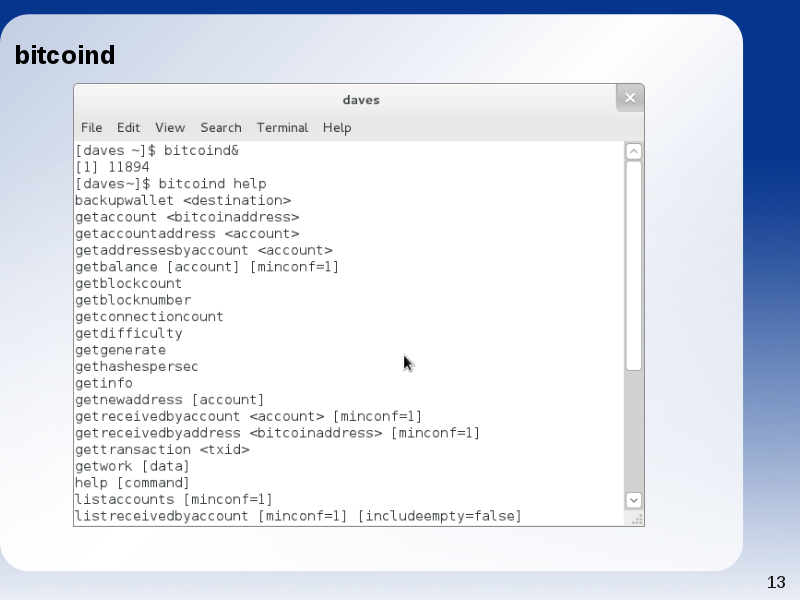 bitcoind
daves
File Edit View Search Terminal Help
[daves ~]$ bitcoind&
[1] 11894
[daves~]$ bitcoind help
backupwallet <destination>
getaccount <bitcoinaddress>
getaccountaddress <account>
getaddressesbyaccount <account>
getbalance [account] [minconf=1]
getblockcount
getblocknumber
getconnectioncount
getdifficulty
getgenerate
gethashespersec
getinfo
getnewaddress [account]
getreceivedbyaccount <account> [minconf=1]
getreceivedbyaddress <bitcoinaddress> [minconf=1]
gettransaction <txid>
getwork [data]
help [command]
listaccounts [minconf=1]
listreceivedbyaccount [minconf=1] [includeempty=false]
13